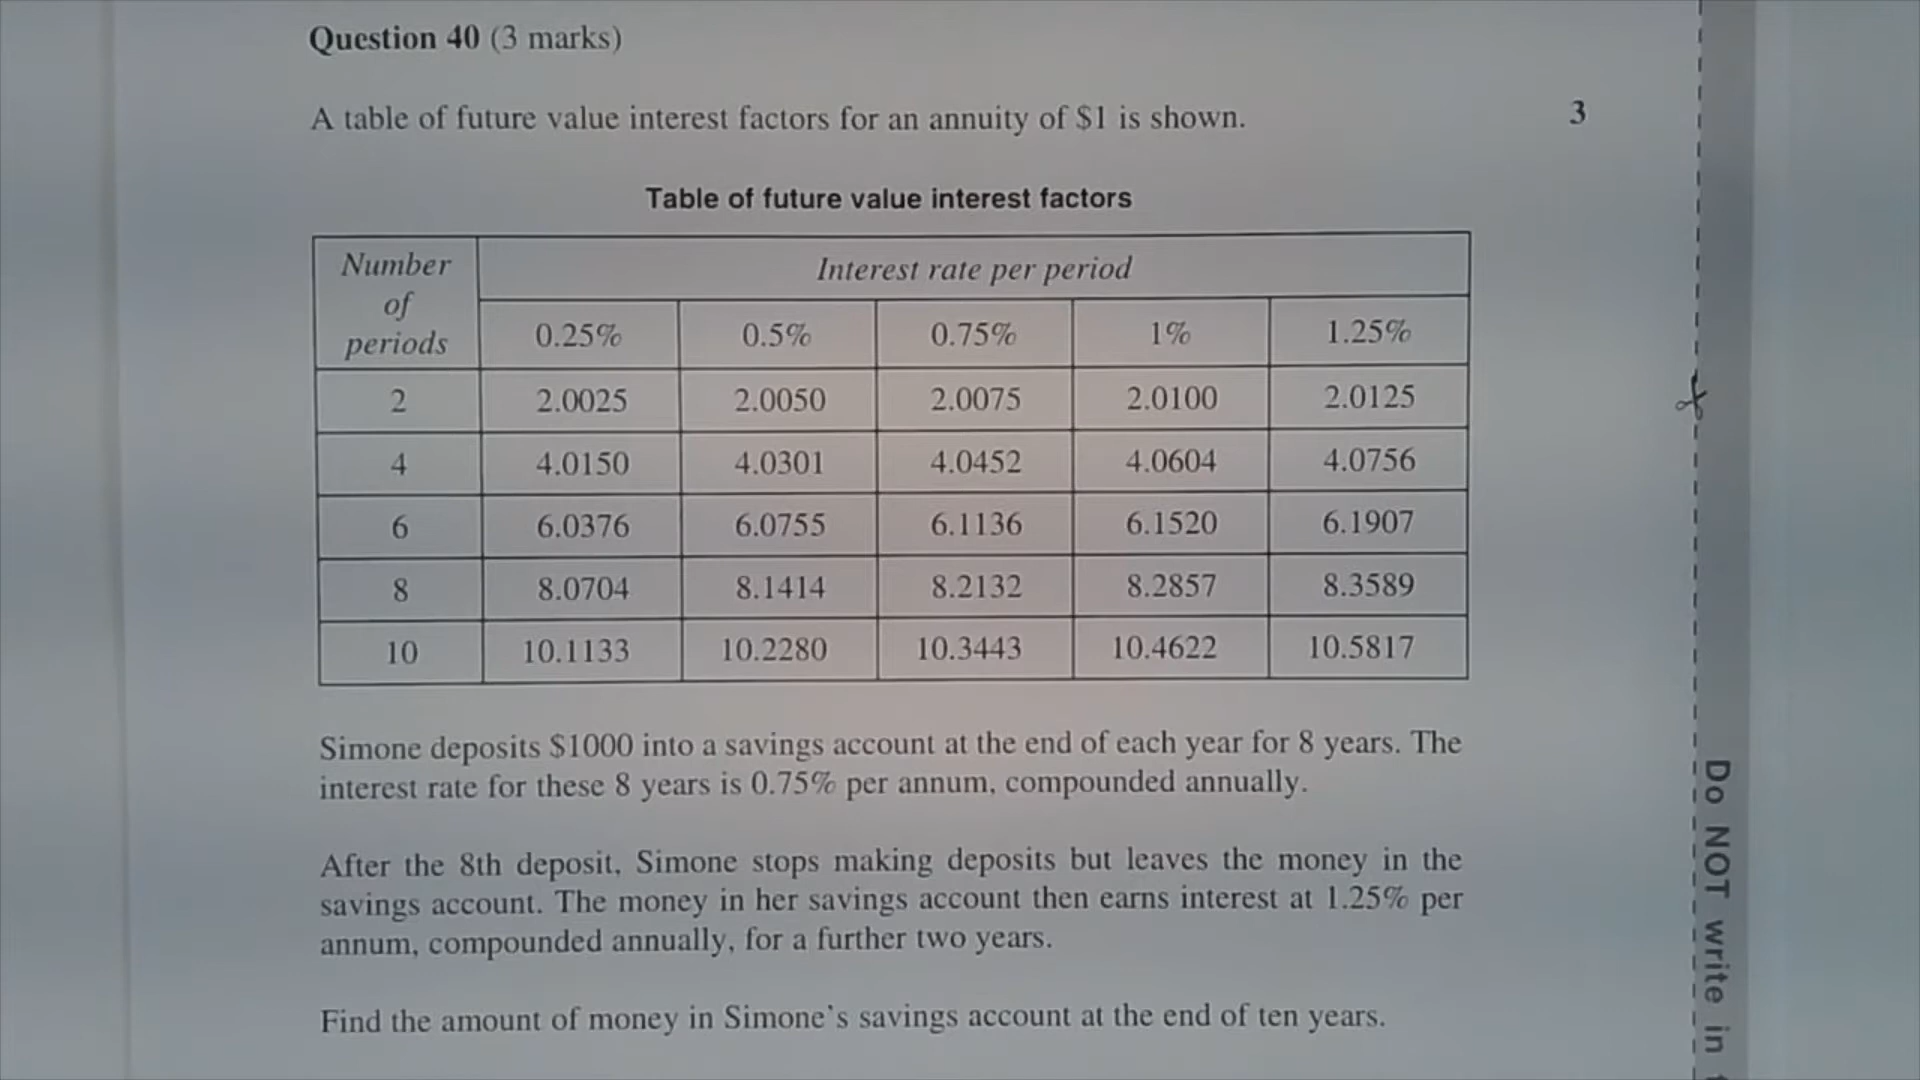 Question 40 (3 marks)
A table of future value interest factors for an annuity of $1 is shown. 3
Table of future value interest factors
Number of periods Interest rate per period
0.25% 0.5% 0.75% 1% 1.25%
2 2.0025 2.0050 2.0075 2.0100 2.0125
4 4.0150 4.0301 4.0452 4.0604 4.0756
6 6.0376 6.0755 6.1136 6.1520 6.1907
8 8.0704 8.1414 8.2132 8.2857 8.3589
10 10.1133 10.2280 10.3443 10.4622 10.5817
Simone deposits $1000 into a savings account at the end of each year for 8 years. The
interest rate for these 8 years is 0.75% per annum, compounded annually.
After the 8th deposit, Simone stops making deposits but leaves the money in the
savings account. The money in her savings account then earns interest at 1.25% per
annum, compounded annually, for a further two years.
Find the amount of money in Simone's savings account at the end of ten years.
Do NOT write in